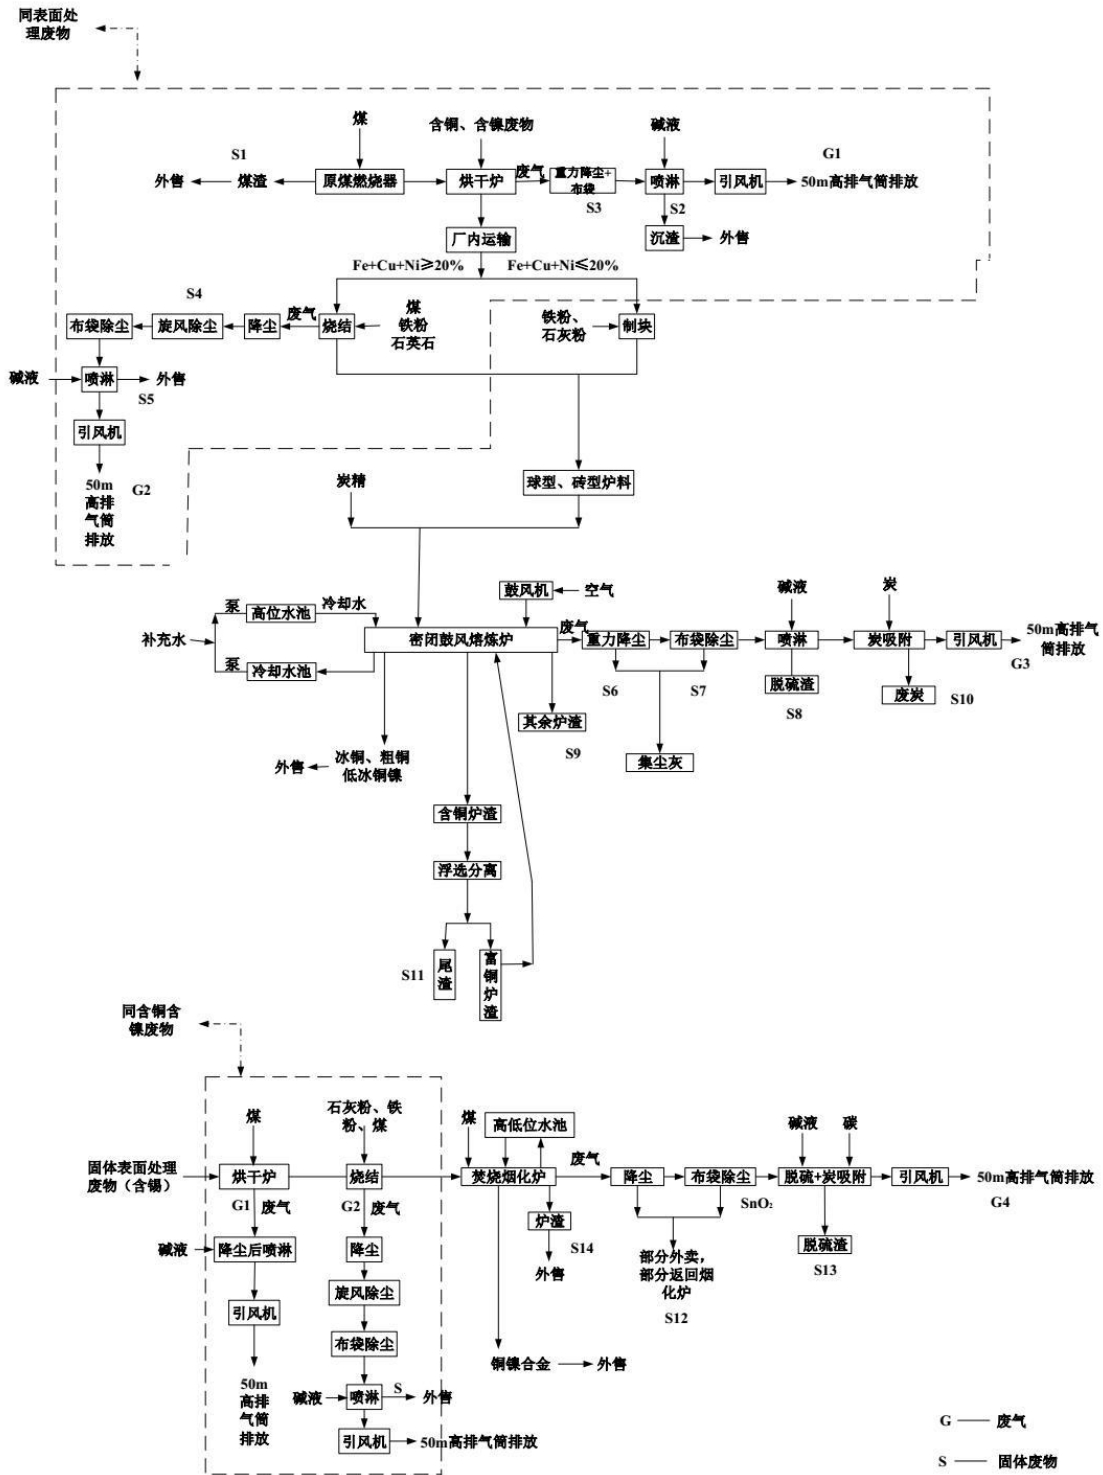 同表面处
理废物
煤
含铜、含镍废物
碱液
G1
S1
外售
煤渣
原煤燃烧器
烘干炉
废气
重力降尘+
布袋
喷淋
引风机
50m高排气筒排放
S3
S2
厂内运输
沉渣
外售
Fe+Cu+Ni≥20%
Fe+Cu+Ni≤20%
S4
布袋除尘
旋风除尘
降尘
废气
烧结
煤
铁粉
石英石
铁粉、
石灰粉
制块
碱液
喷淋
外售
S5
引风机
50m
高排
气筒
排放
G2
炭精
球型、砖型炉料
鼓风机
空气
碱液
炭
泵
高位水池
冷却水
补充水
密闭鼓风熔炼炉
废气
重力降尘
布袋除尘
喷淋
炭吸附
引风机
50m高排气
筒排放
G3
泵
冷却水池
S6
S7
脱硫渣
S8
废炭
S10
其余炉渣
S9
集尘灰
外售
冰铜、粗铜
低冰铜镍
含铜炉渣
浮选分离
S11
尾渣
富铜炉渣
同含铜含
镍废物
煤
石灰粉、铁
粉、煤
煤
高低位水池
碱液
碳
固体表面处理
废物（含锡）
烘干炉
烧结
焚烧烟化炉
废气
降尘
布袋除尘
脱硫+炭吸附
引风机
50m高排气筒排放
G4
G1
废气
G2
废气
SnO₂
炉渣
S14
外售
脱硫渣
S13
碱液
降尘后喷淋
降尘
部分外卖，
部分返回烟
化炉
S12
引风机
旋风除尘
布袋除尘
铜镍合金
外售
50m
高排
气筒
排放
碱液
喷淋
S
外售
引风机
50m高排气筒排放
G —— 废气
S —— 固体废物